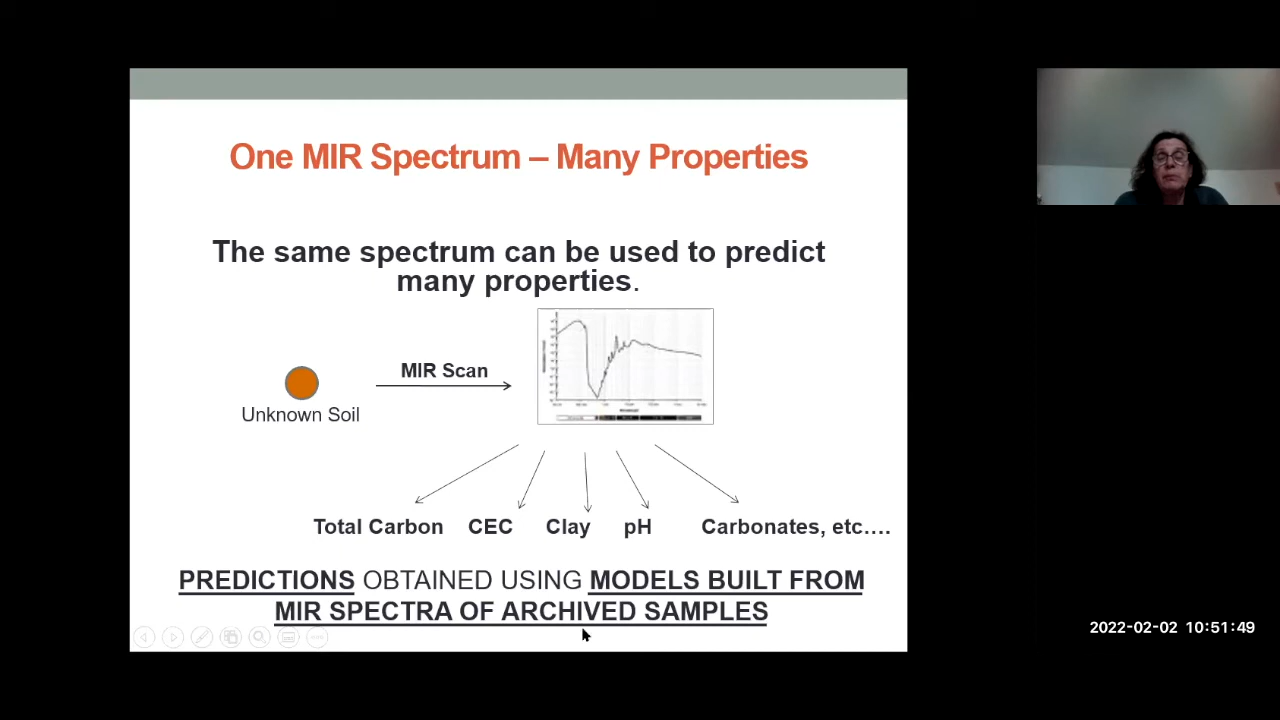 One MIR Spectrum – Many Properties
The same spectrum can be used to predict
many properties.
MIR Scan
Unknown Soil
Total Carbon CEC Clay pH Carbonates, etc….
PREDICTIONS OBTAINED USING MODELS BUILT FROM
MIR SPECTRA OF ARCHIVED SAMPLES
2022-02-02 10:51:49